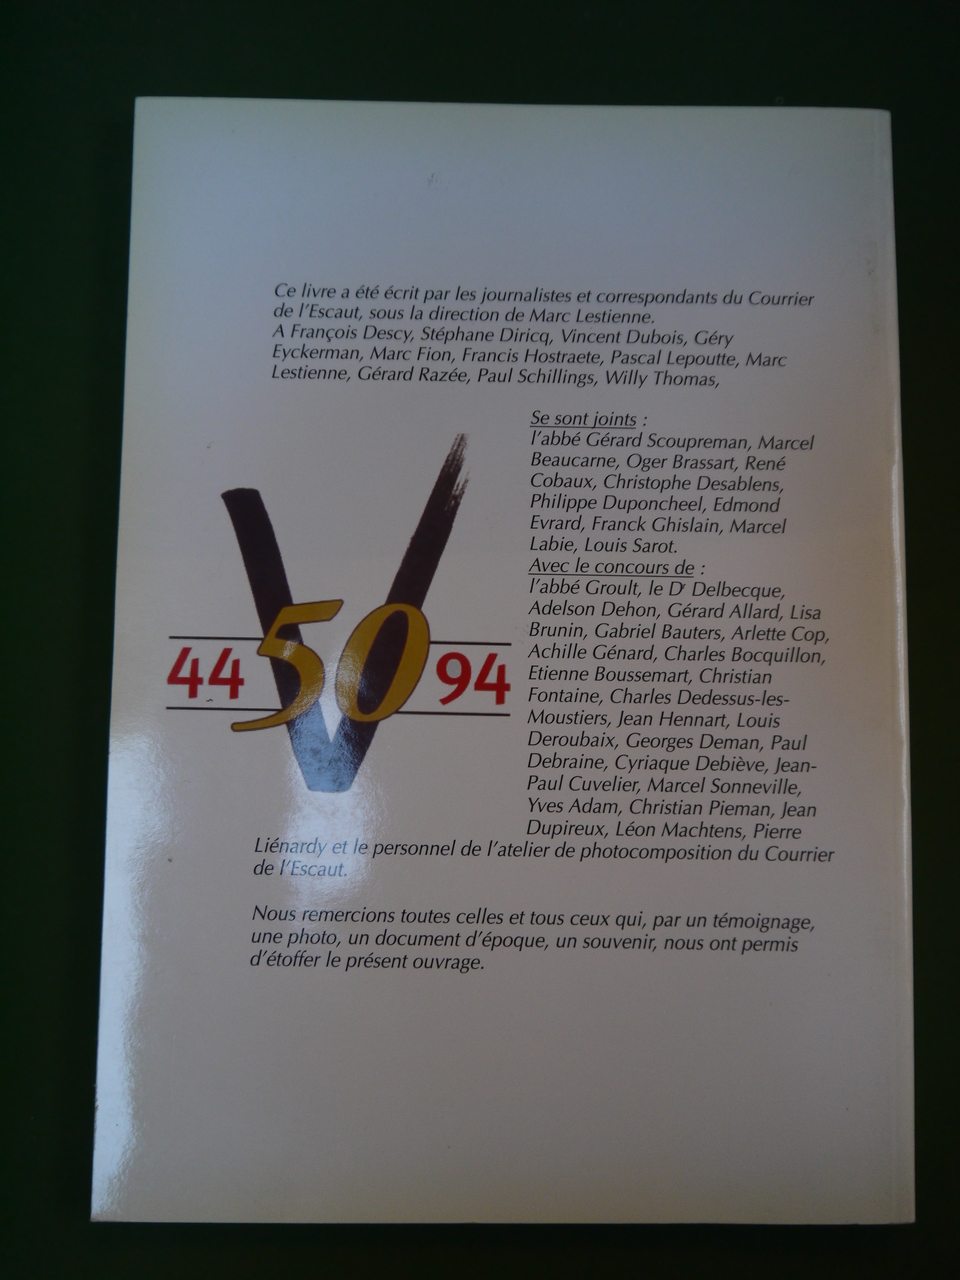 Ce livre a été écrit par les journalistes et correspondants du Courrier
de l'Escaut, sous la direction de Marc Lestienne.
A François Descy, Stéphane Diricq, Vincent Dubois, Géry
Eyckerman, Marc Fion, Francis Hostraete, Pascal Lepoutte, Marc
Lestienne, Gérard Razée, Paul Schillings, Willy Thomas,
Se sont joints :
l'abbé Gérard Scoupreman, Marcel
Beaucarne, Oger Brassart, René
Cobaux, Christophe Desablens,
Philippe Duponcheel, Edmond
Evrard, Franck Ghislain, Marcel
Labie, Louis Sarot.
Avec le concours de :
l'abbé Groult, le Dr Delbecque,
Adelson Dehon, Gérard Allard, Lisa
Brunin, Gabriel Bauters, Arlette Cop,
Achille Génard, Charles Bocquillon,
Etienne Boussemart, Christian
Fontaine, Charles Dedessus-les-
Moustiers, Jean Hennart, Louis
Deroubaix, Georges Deman, Paul
Debraine, Cyriaque Debiève, Jean-
Paul Cuvelier, Marcel Sonneville,
Yves Adam, Christian Pieman, Jean
Dupireux, Léon Machtens, Pierre
Liénardy et le personnel de l'atelier de photocomposition du Courrier
de l'Escaut.
V
44 50 94
Nous remercions toutes celles et tous ceux qui, par un témoignage,
une photo, un document d'époque, un souvenir, nous ont permis
d'étoffer le présent ouvrage.